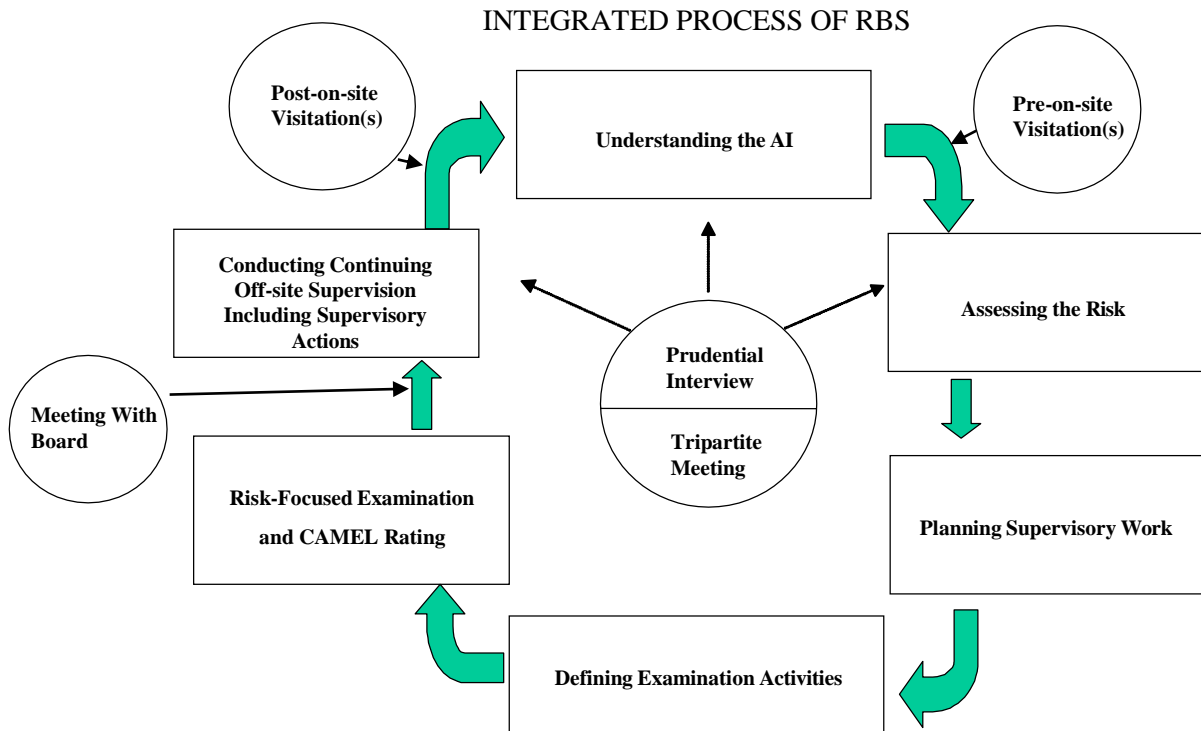 INTEGRATED PROCESS OF RBS
Post-on-site
Visitation(s)
Understanding the AI
Pre-on-site
Visitation(s)
Conducting Continuing
Off-site Supervision
Including Supervisory
Actions
Assessing the Risk
Prudential
Interview
Tripartite
Meeting
Meeting With
Board
Risk-Focused Examination
and CAMEL Rating
Planning Supervisory Work
Defining Examination Activities